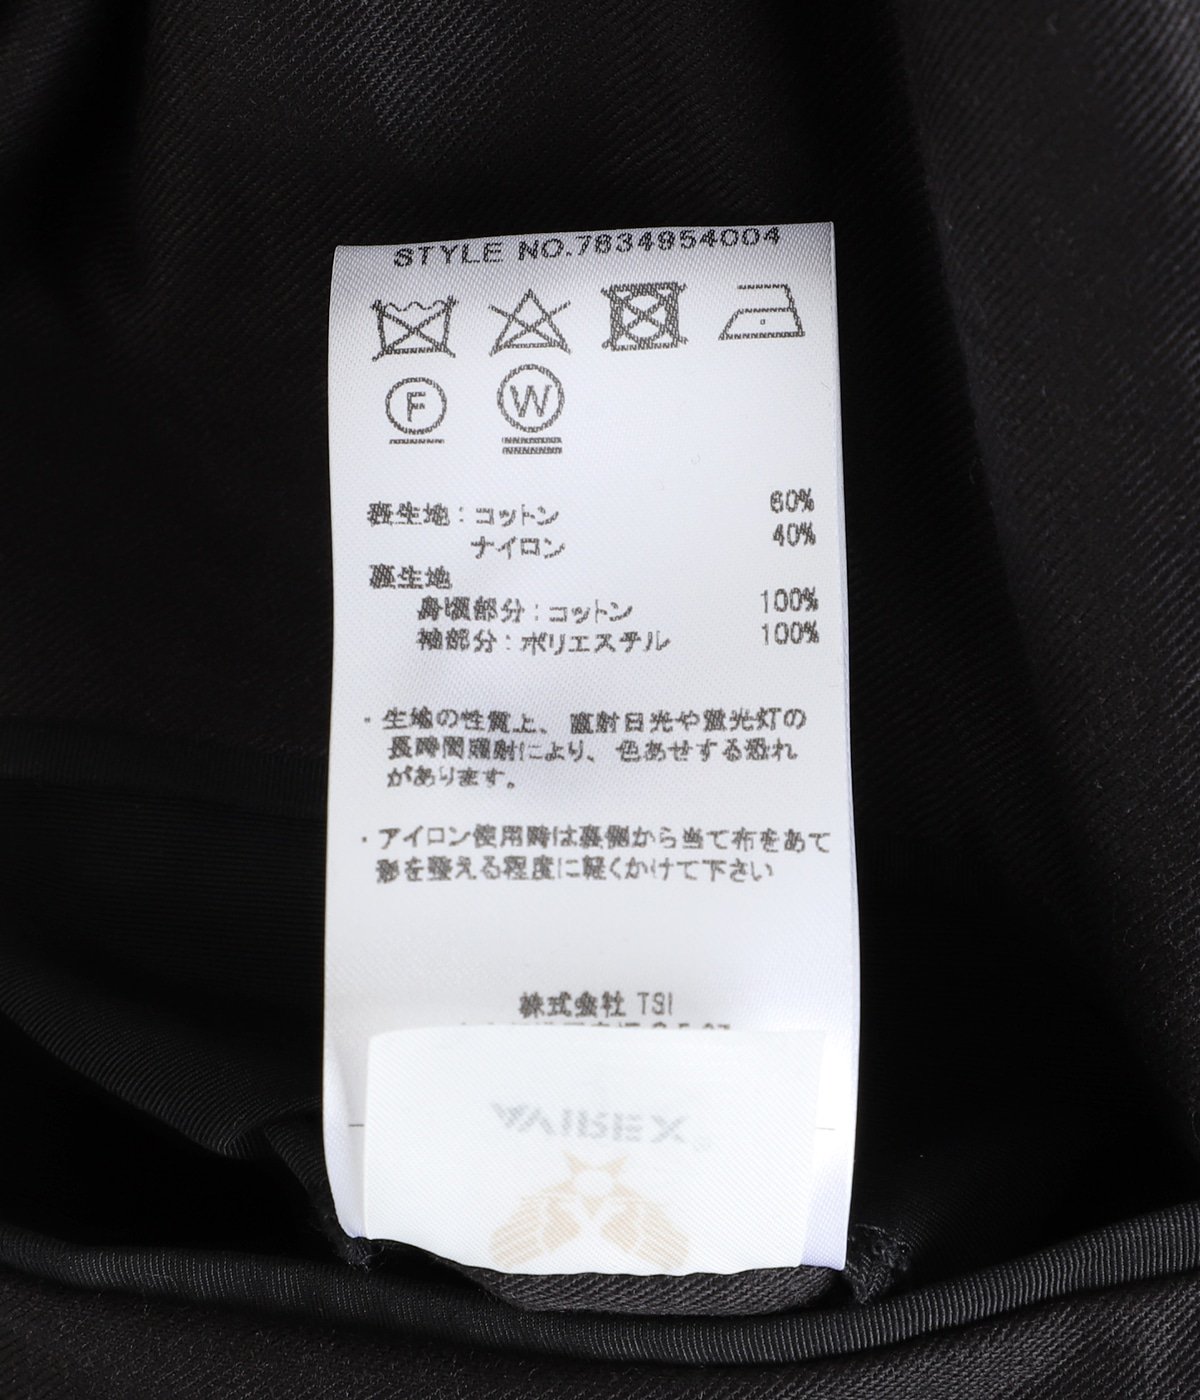 STYLE NO.7834954004
F W
表生地：コットン 60%
ナイロン 40%
裏生地
身頃部分：コットン 100%
袖部分：ポリエステル 100%
・生地の性質上、直射日光や蛍光灯の
長時間照射により、色あせする恐れ
があります。
・アイロン使用時は裏側から当て布をあて
形を整える程度に軽くかけて下さい
株式会社 TSI
AVIREX